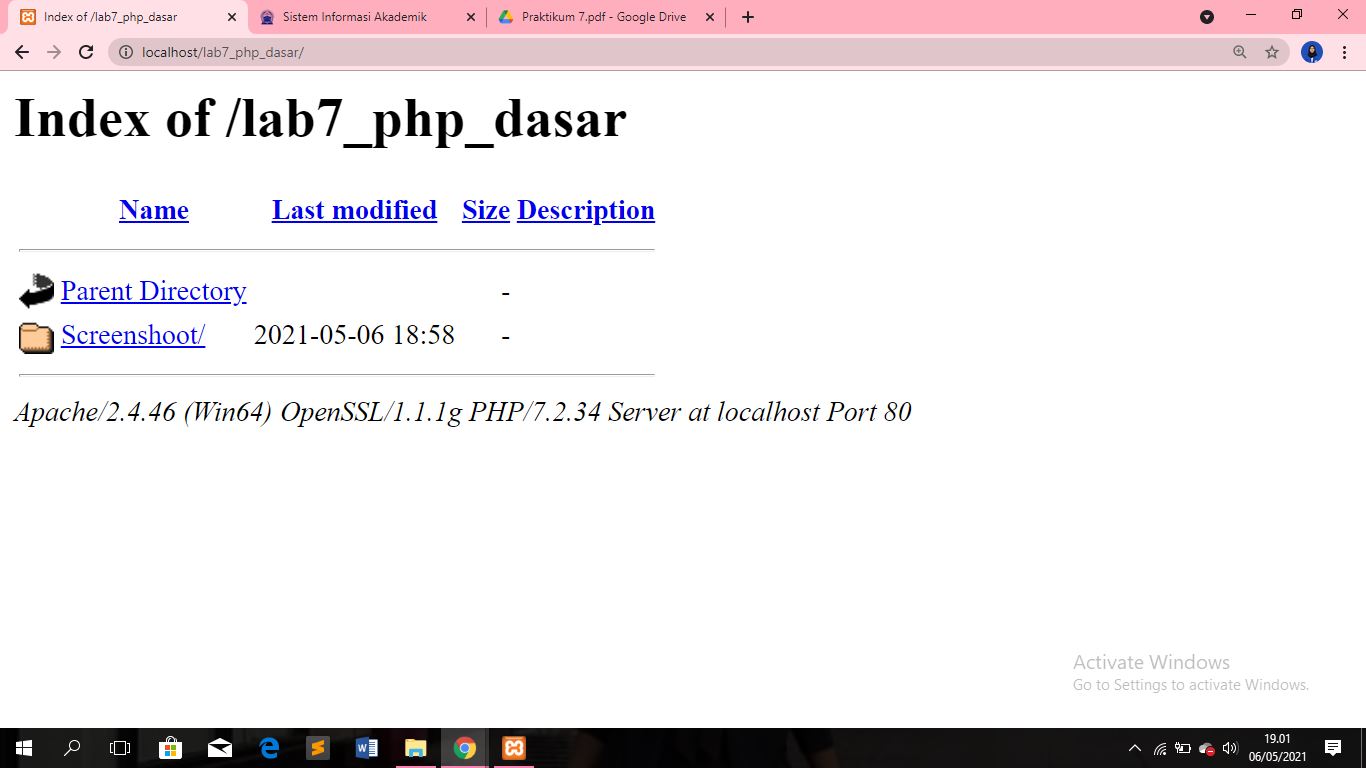 Index of /lab7_php_dasar
Sistem Informasi Akademik
Praktikum 7.pdf - Google Drive
localhost/lab7_php_dasar/
Index of /lab7_php_dasar
Name Last modified Size Description
Parent Directory -
Screenshoot/ 2021-05-06 18:58 -
Apache/2.4.46 (Win64) OpenSSL/1.1.1g PHP/7.2.34 Server at localhost Port 80
Activate Windows
Go to Settings to activate Windows.
19.01
06/05/2021